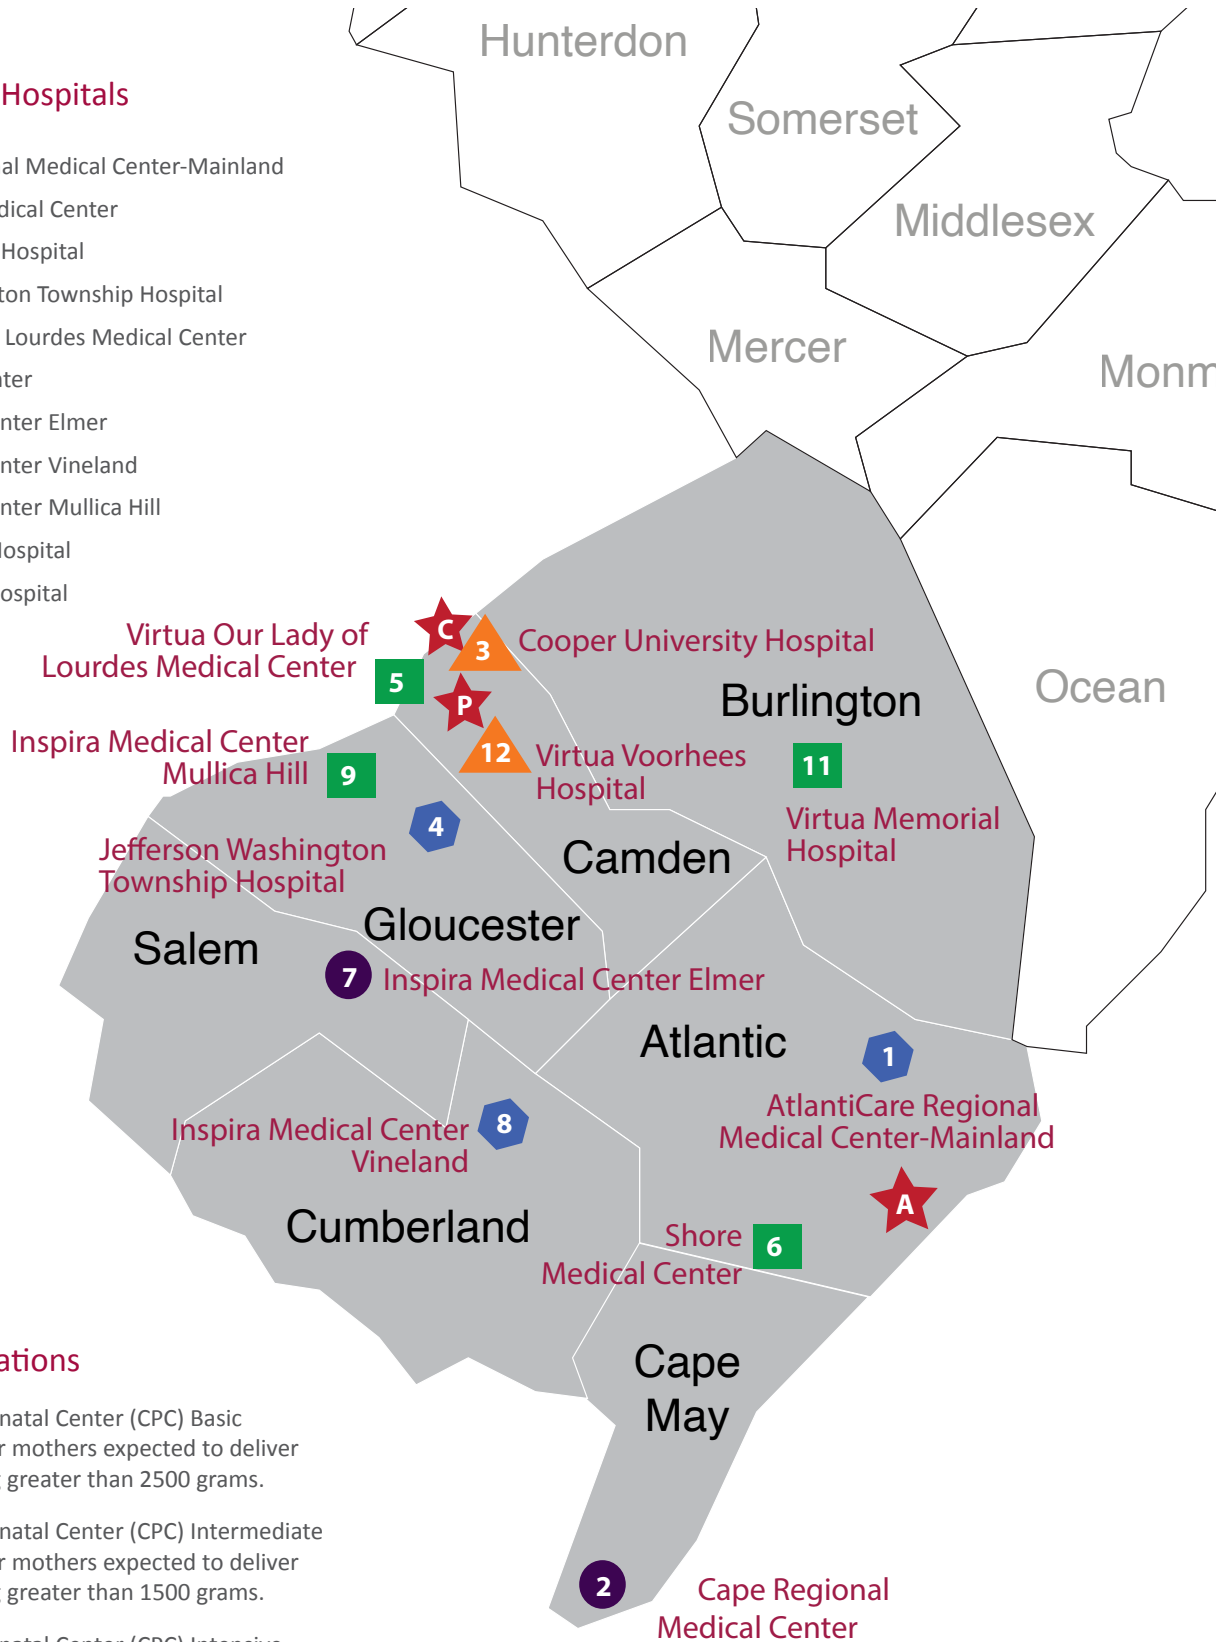 Hospitals
al Medical Center-Mainland
dical Center
Hospital
ton Township Hospital
Lourdes Medical Center
ter
nter Elmer
nter Vineland
nter Mullica Hill
Hospital
ospital
Hunterdon
Somerset
Middlesex
Mercer
Monm
Ocean
Virtua Our Lady of
Lourdes Medical Center
5
C
3
Cooper University Hospital
P
Burlington
Inspira Medical Center
Mullica Hill
9
12
Virtua Voorhees
Hospital
11
Virtua Memorial
Hospital
4
Jefferson Washington
Township Hospital
Camden
Gloucester
Salem
7
Inspira Medical Center Elmer
Atlantic
1
AtlantiCare Regional
Medical Center-Mainland
Inspira Medical Center
Vineland
8
A
Cumberland
Shore
Medical Center
6
Cape
May
2
Cape Regional
Medical Center
ations
natal Center (CPC) Basic
r mothers expected to deliver
g greater than 2500 grams.
natal Center (CPC) Intermediate
r mothers expected to deliver
g greater than 1500 grams.
natal Center (CPC) Intensive